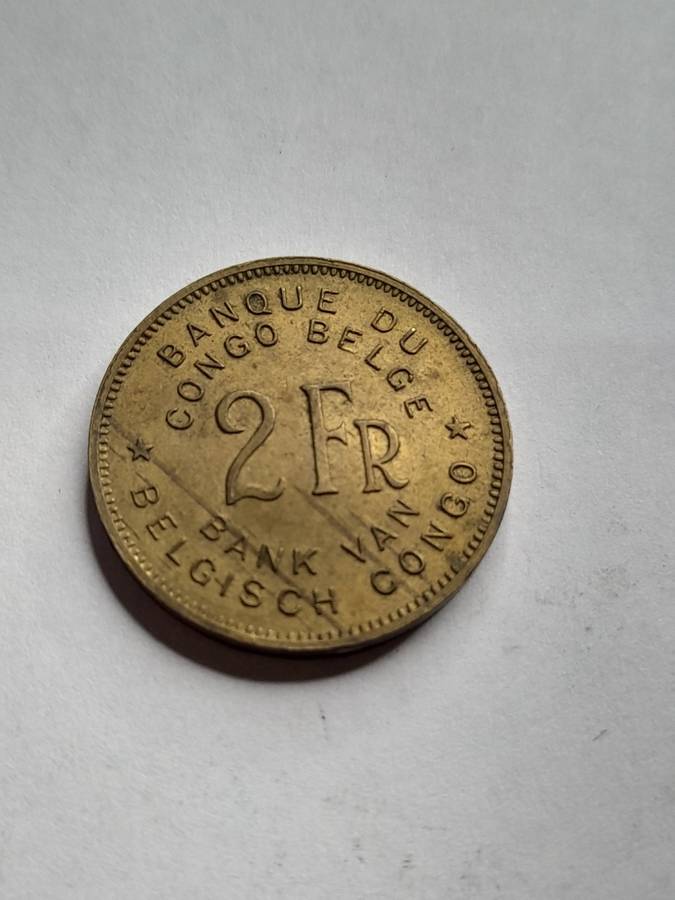 BANQUE DU
CONGO BELGE
2 FR
BANK VAN
BELGISCH CONGO